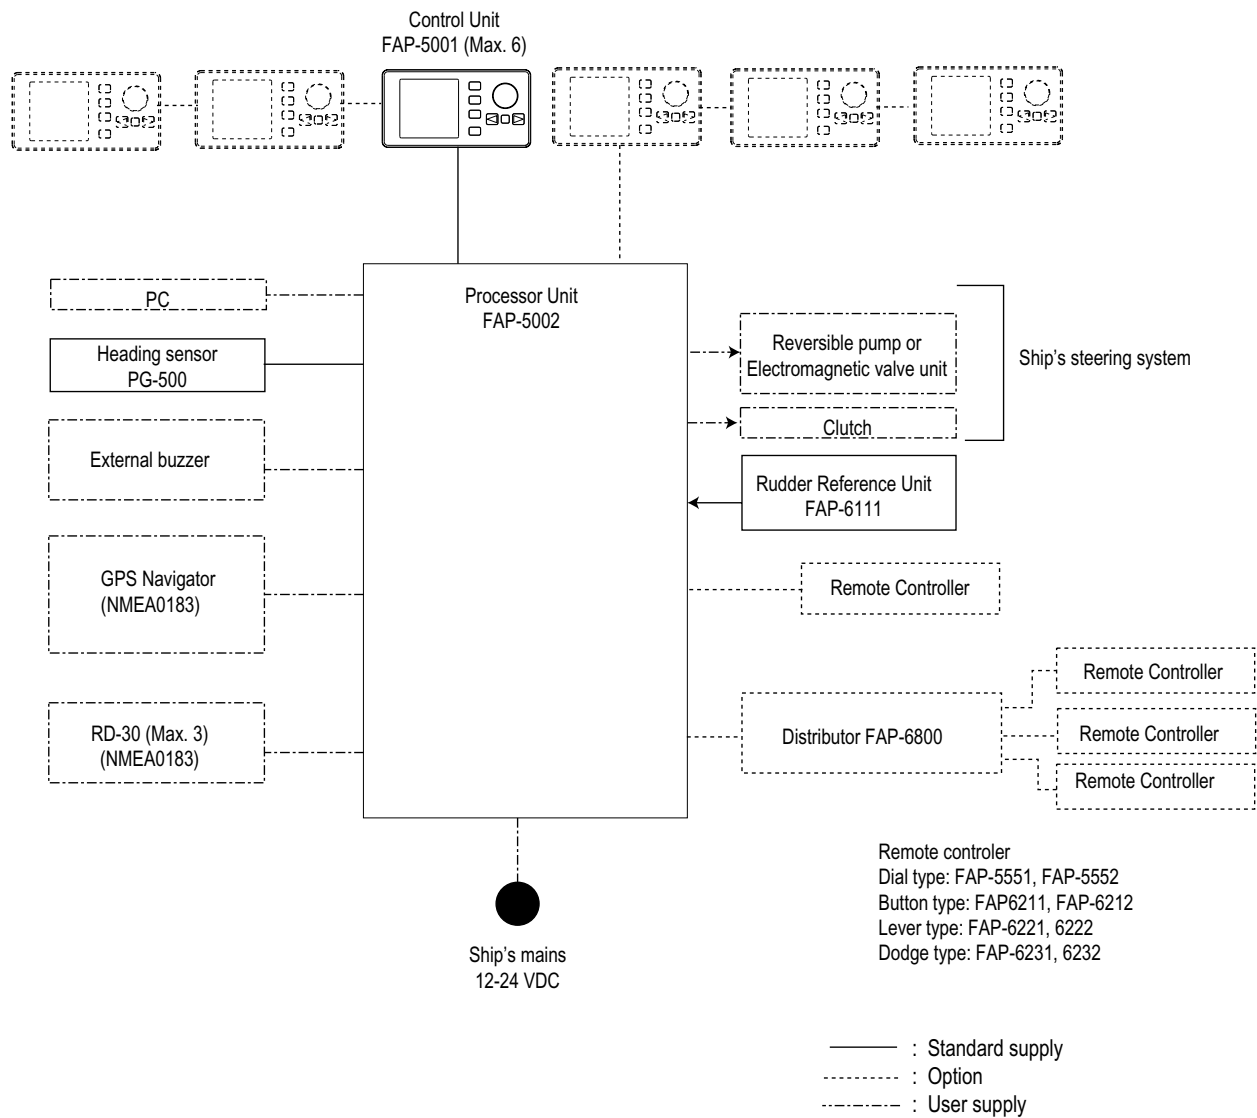 Control Unit
FAP-5001 (Max. 6)
Processor Unit
FAP-5002
PC
Heading sensor
PG-500
External buzzer
GPS Navigator
(NMEA0183)
RD-30 (Max. 3)
(NMEA0183)
Reversible pump or
Electromagnetic valve unit
Clutch
Ship's steering system
Rudder Reference Unit
FAP-6111
Remote Controller
Distributor FAP-6800
Remote Controller
Remote Controller
Remote Controller
Ship's mains
12-24 VDC
Remote controler
Dial type: FAP-5551, FAP-5552
Button type: FAP6211, FAP-6212
Lever type: FAP-6221, 6222
Dodge type: FAP-6231, 6232
: Standard supply
: Option
: User supply